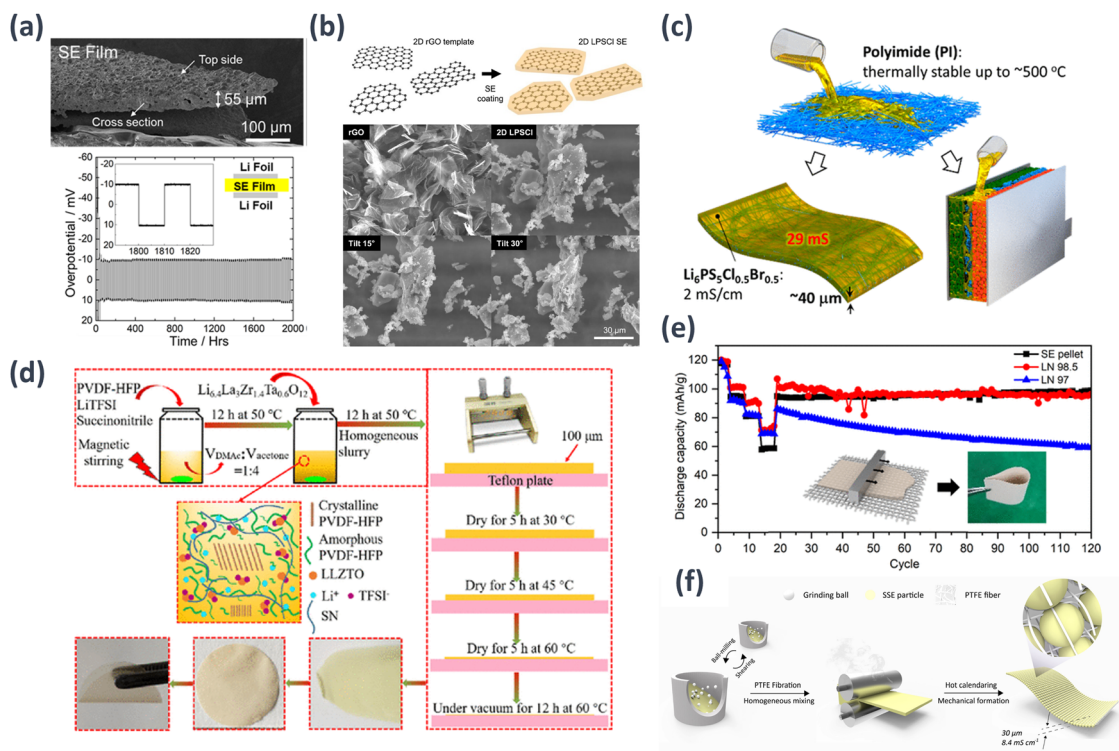 (a)
SE Film
Top side
55 μm
Cross section
100 μm
Overpotential / mV
-60
-50
-40
-30
-20
-10
0
10
20
-20
-10
0
10
20
1800 1810 1820
Li Foil
SE Film
Li Foil
0 500 1000 1500 2000
Time / Hrs
(b)
2D rGO template
2D LPSCl SE
SE
coating
rGO
2D LPSCl
Tilt 15°
Tilt 30°
30 μm
(c)
Polyimide (PI):
thermally stable up to ~500 °C
29 mS
Li6PS5Cl0.5Br0.5:
2 mS/cm
~40 μm
(d)
PVDF-HFP
LiTFSI
Succinonitrile
Magnetic
stirring
Li6.4La3Zr1.4Ta0.6O12
12 h at 50 °C
12 h at 50 °C
Homogeneous
slurry
VDMAc:Vacetone
=1:4
Crystalline
PVDF-HFP
Amorphous
PVDF-HFP
LLZTO
Li+ TFSI-
SN
100 μm
Teflon plate
Dry for 5 h at 30 °C
Dry for 5 h at 45 °C
Dry for 5 h at 60 °C
Under vacuum for 12 h at 60 °C
(e)
Discharge capacity (mAh/g)
120
100
80
60
40
20
0
SE pellet
LN 98.5
LN 97
0 10 20 30 40 50 60 70 80 90 100 110 120
Cycle
(f)
Grinding ball
SSE particle
PTFE fiber
Ball-milling
Shearing
PTFE Fibration
Homogeneous mixing
Hot calendaring
Mechanical formation
30 μm
8.4 mS cm-1